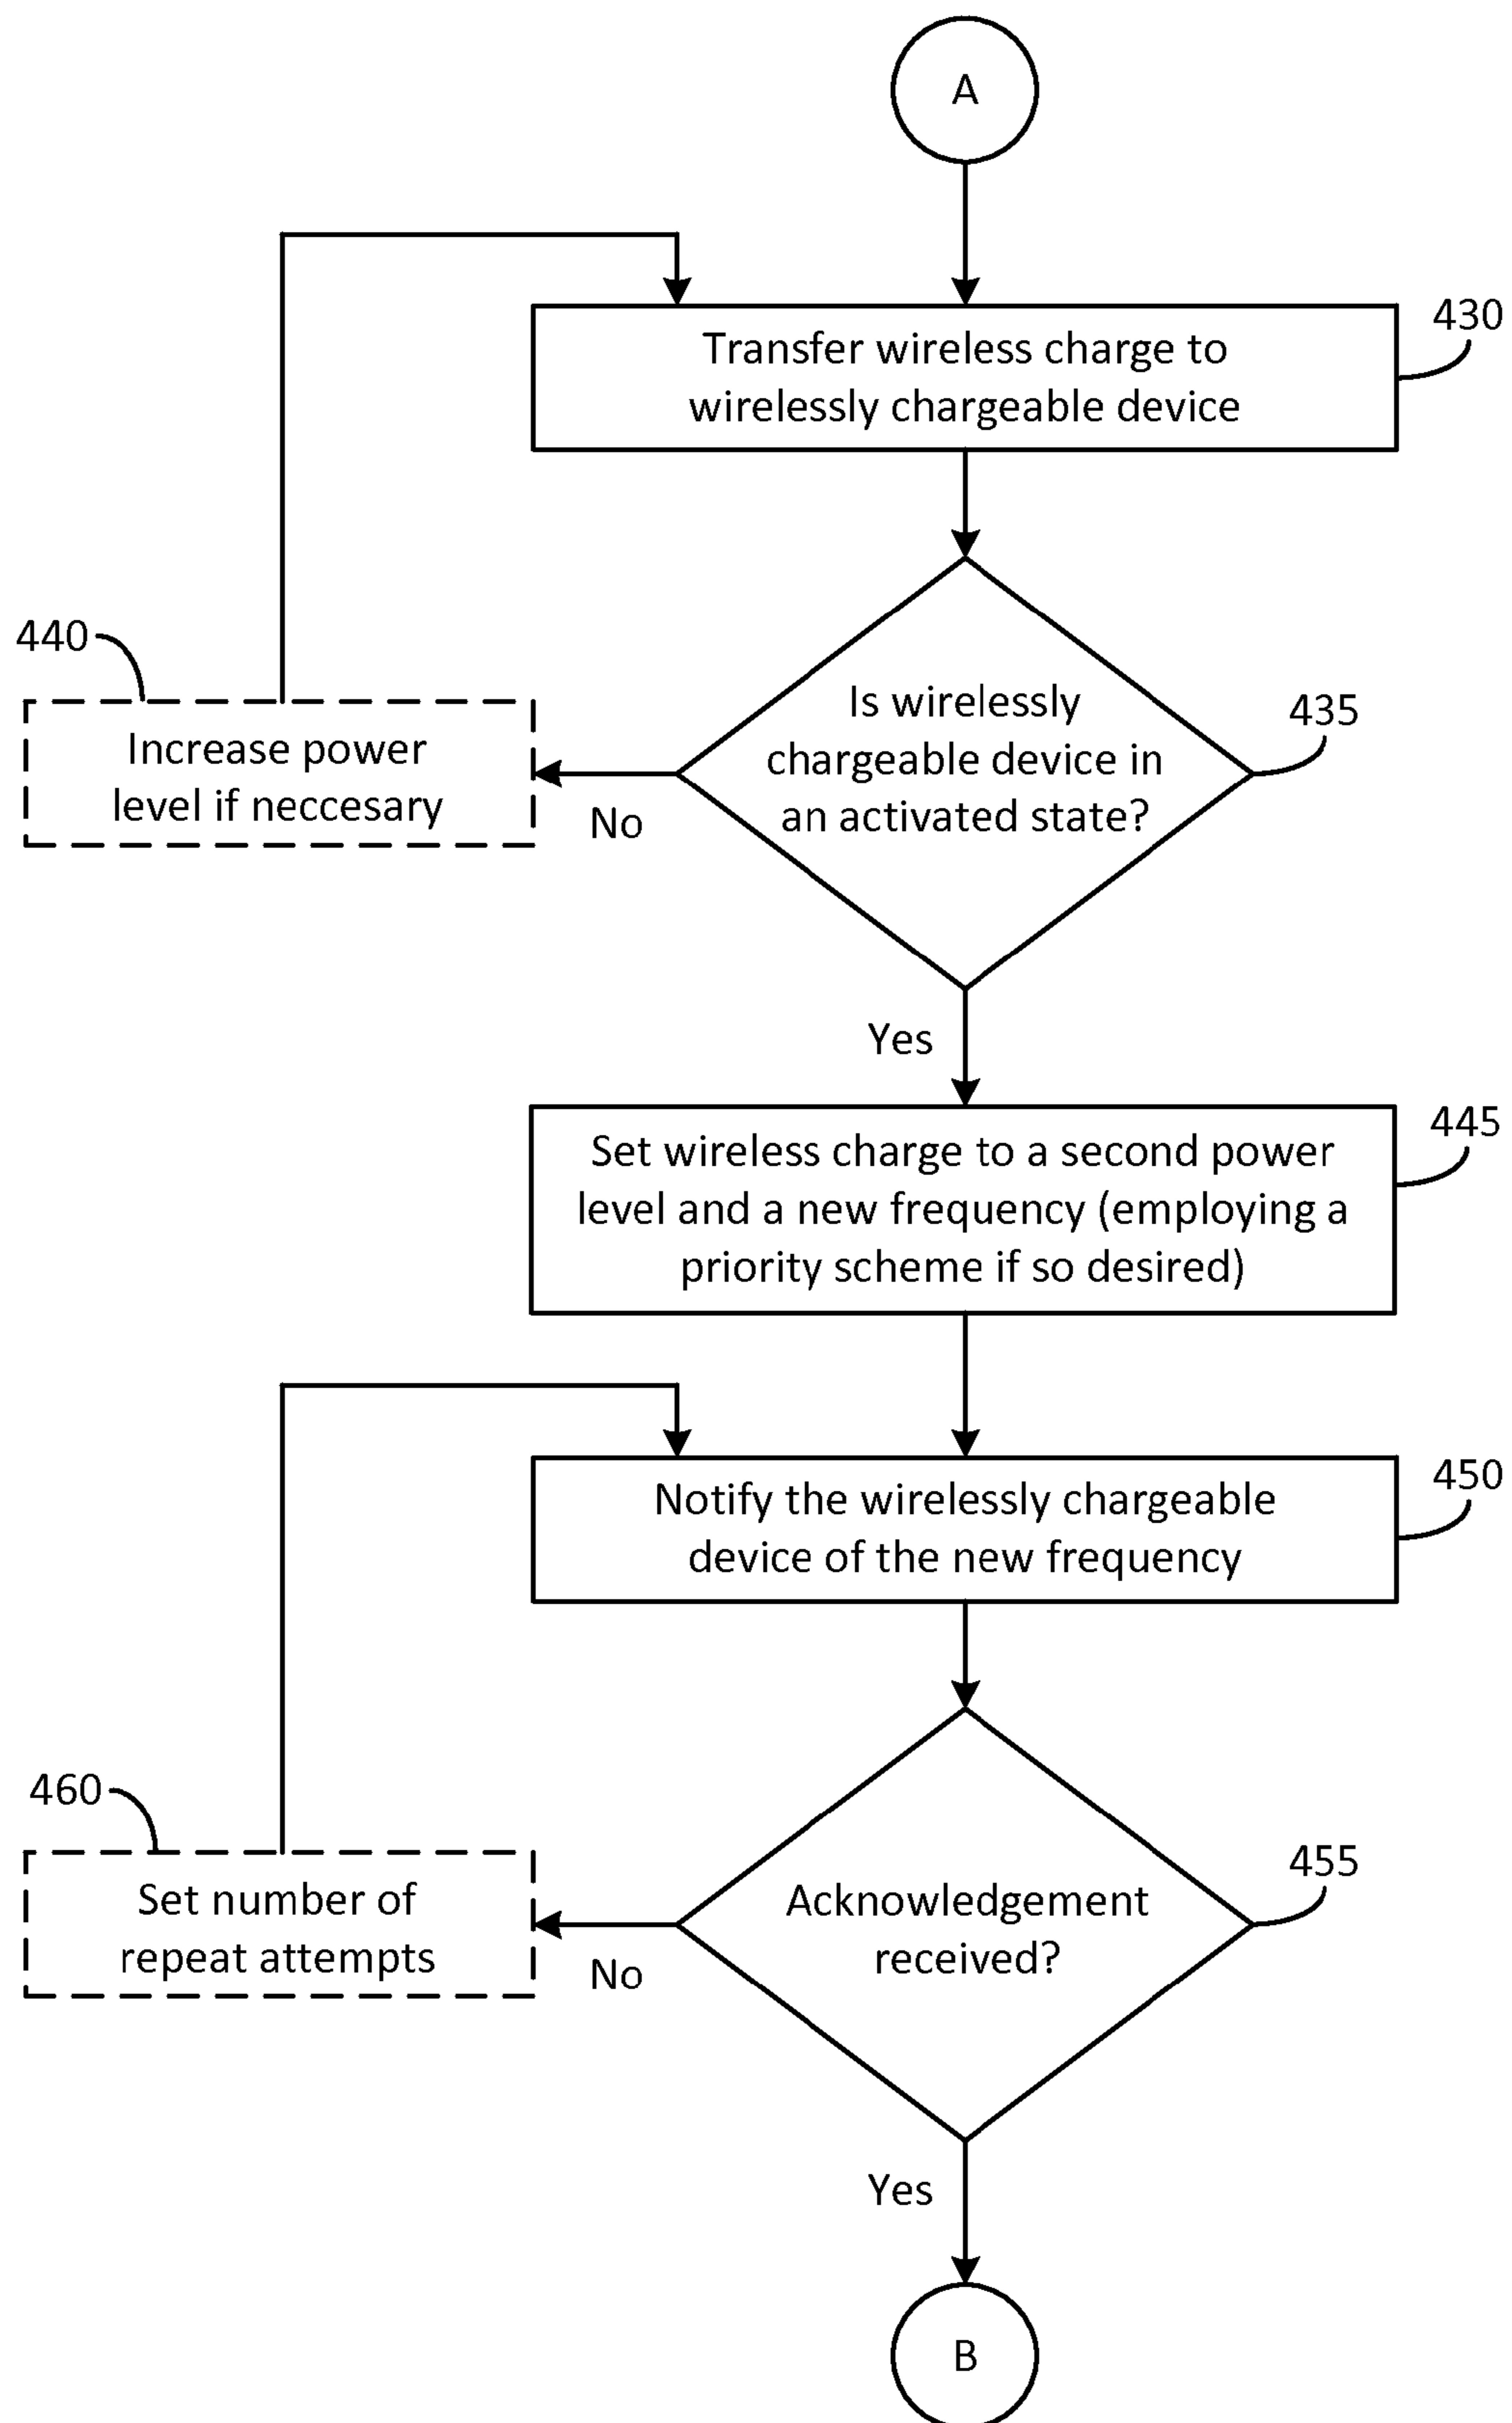 A
430
Transfer wireless charge to
wirelessly chargeable device
440
Increase power
level if neccesary
No
Is wirelessly
chargeable device in
an activated state?
435
Yes
445
Set wireless charge to a second power
level and a new frequency (employing a
priority scheme if so desired)
450
Notify the wirelessly chargeable
device of the new frequency
460
Set number of
repeat attempts
No
Acknowledgement
received?
455
Yes
B